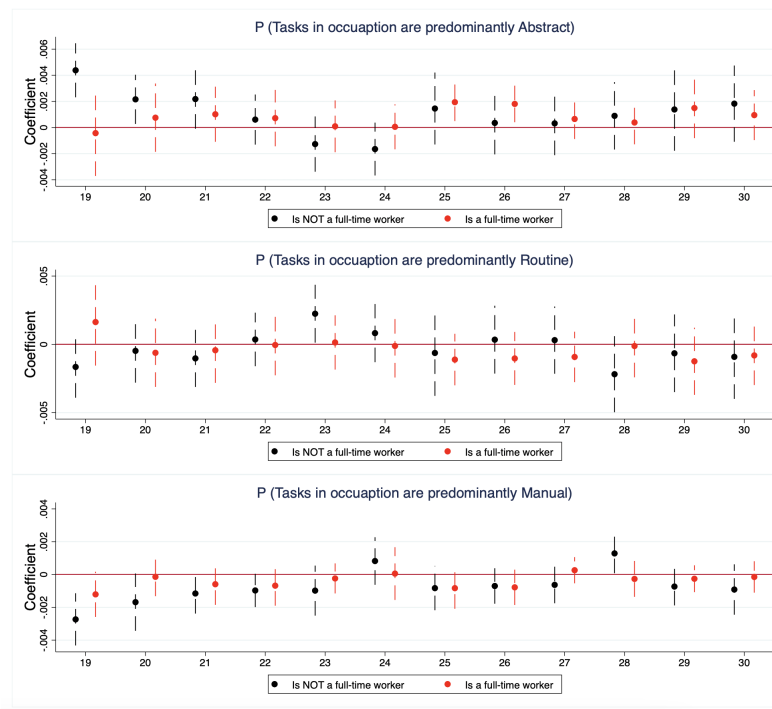 P (Tasks in occuaption are predominantly Abstract)
Coefficient
.006
.004
.002
0
-.002
-.004
19 20 21 22 23 24 25 26 27 28 29 30
Is NOT a full-time worker Is a full-time worker
P (Tasks in occuaption are predominantly Routine)
Coefficient
.005
0
-.005
19 20 21 22 23 24 25 26 27 28 29 30
Is NOT a full-time worker Is a full-time worker
P (Tasks in occuaption are predominantly Manual)
Coefficient
.004
.002
0
-.002
-.004
19 20 21 22 23 24 25 26 27 28 29 30
Is NOT a full-time worker Is a full-time worker